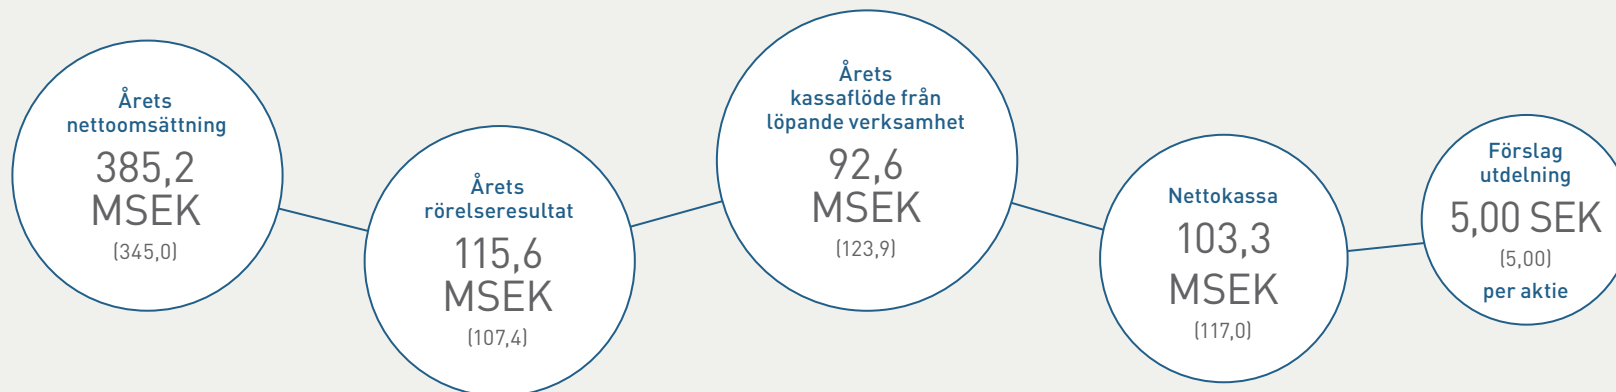 Årets
nettoomsättning
385,2
MSEK
(345,0)
Årets
rörelseresultat
115,6
MSEK
(107,4)
Årets
kassaflöde från
löpande verksamhet
92,6
MSEK
(123,9)
Nettokassa
103,3
MSEK
(117,0)
Förslag
utdelning
5,00 SEK
(5,00)
per aktie